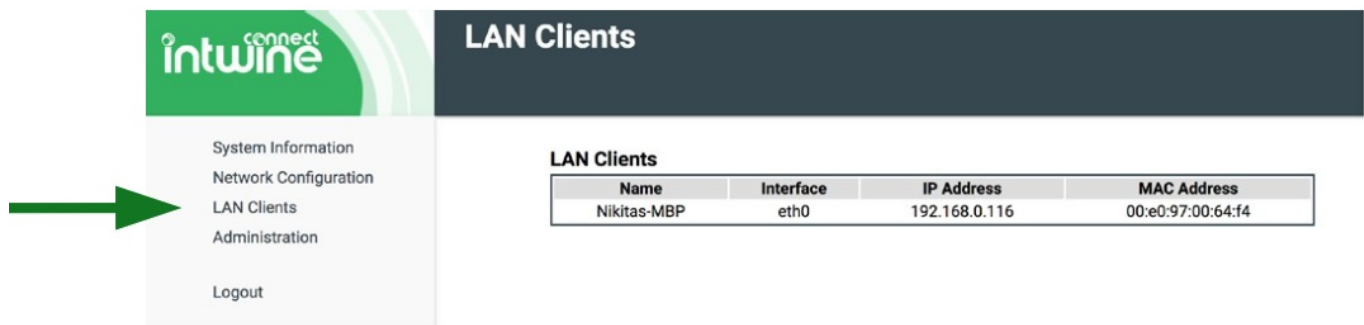 intwine connect
LAN Clients
System Information
Network Configuration
LAN Clients
Administration
Logout
LAN Clients
Name Interface IP Address MAC Address
Nikitas-MBP eth0 192.168.0.116 00:e0:97:00:64:f4